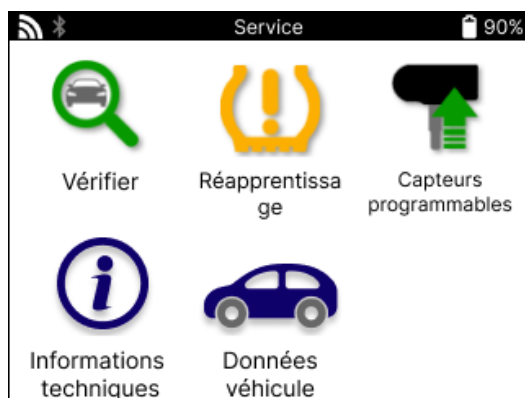 Service
90%
Vérifier
Réapprentissa
ge
Capteurs
programmables
Informations
techniques
Données
véhicule